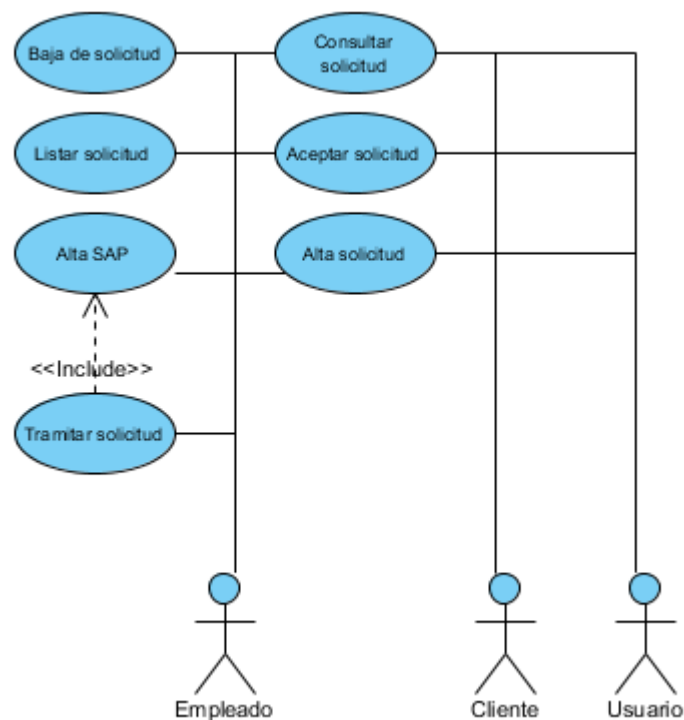 Baja de solicitud
Consultar
solicitud
Listar solicitud
Aceptar solicitud
Alta SAP
Alta solicitud
<<Include>>
Tramitar solicitud
Empleado
Cliente
Usuario